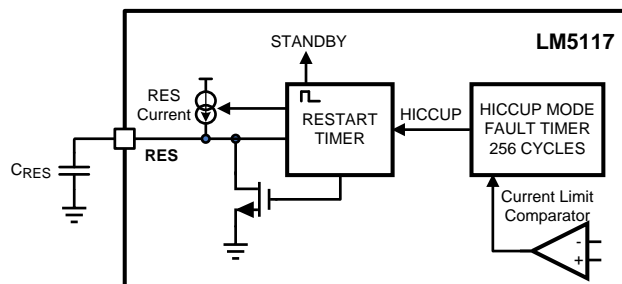 STANDBY
LM5117
RES
Current
RESTART
TIMER
HICCUP
HICCUP MODE
FAULT TIMER
256 CYCLES
RES
CRES
Current Limit
Comparator
-
+